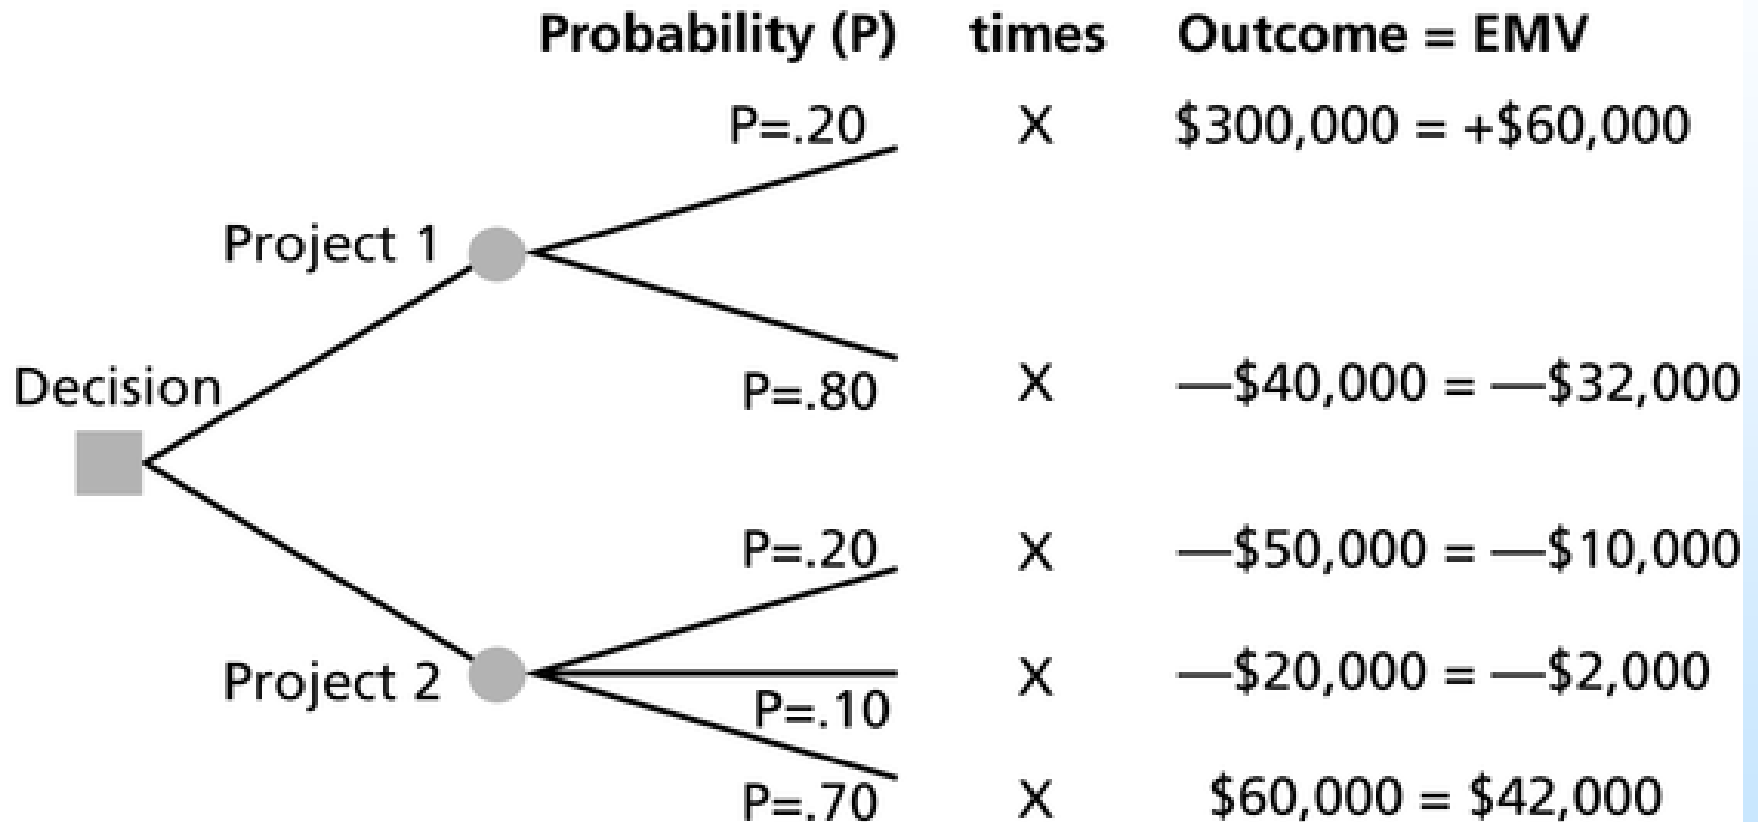 Probability (P) times Outcome = EMV
P=.20 X $300,000 = +$60,000
Project 1
P=.80 X —$40,000 = —$32,000
Decision
P=.20 X —$50,000 = —$10,000
Project 2
P=.10 X —$20,000 = —$2,000
P=.70 X $60,000 = $42,000